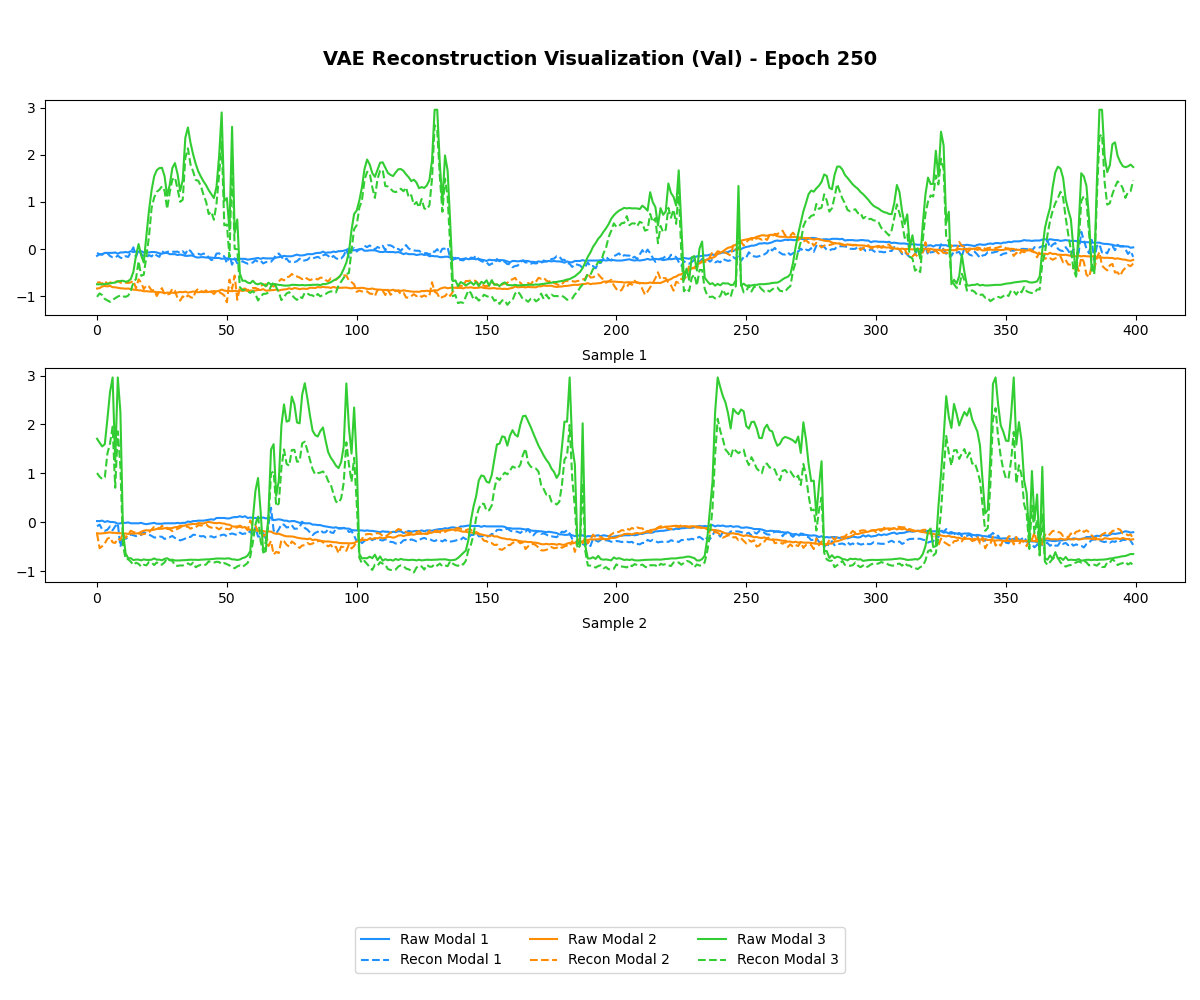 VAE Reconstruction Visualization (Val) - Epoch 250
3
2
1
0
−1
0 50 100 150 200 250 300 350 400
Sample 1
3
2
1
0
−1
0 50 100 150 200 250 300 350 400
Sample 2
Raw Modal 1 Raw Modal 2 Raw Modal 3
Recon Modal 1 Recon Modal 2 Recon Modal 3